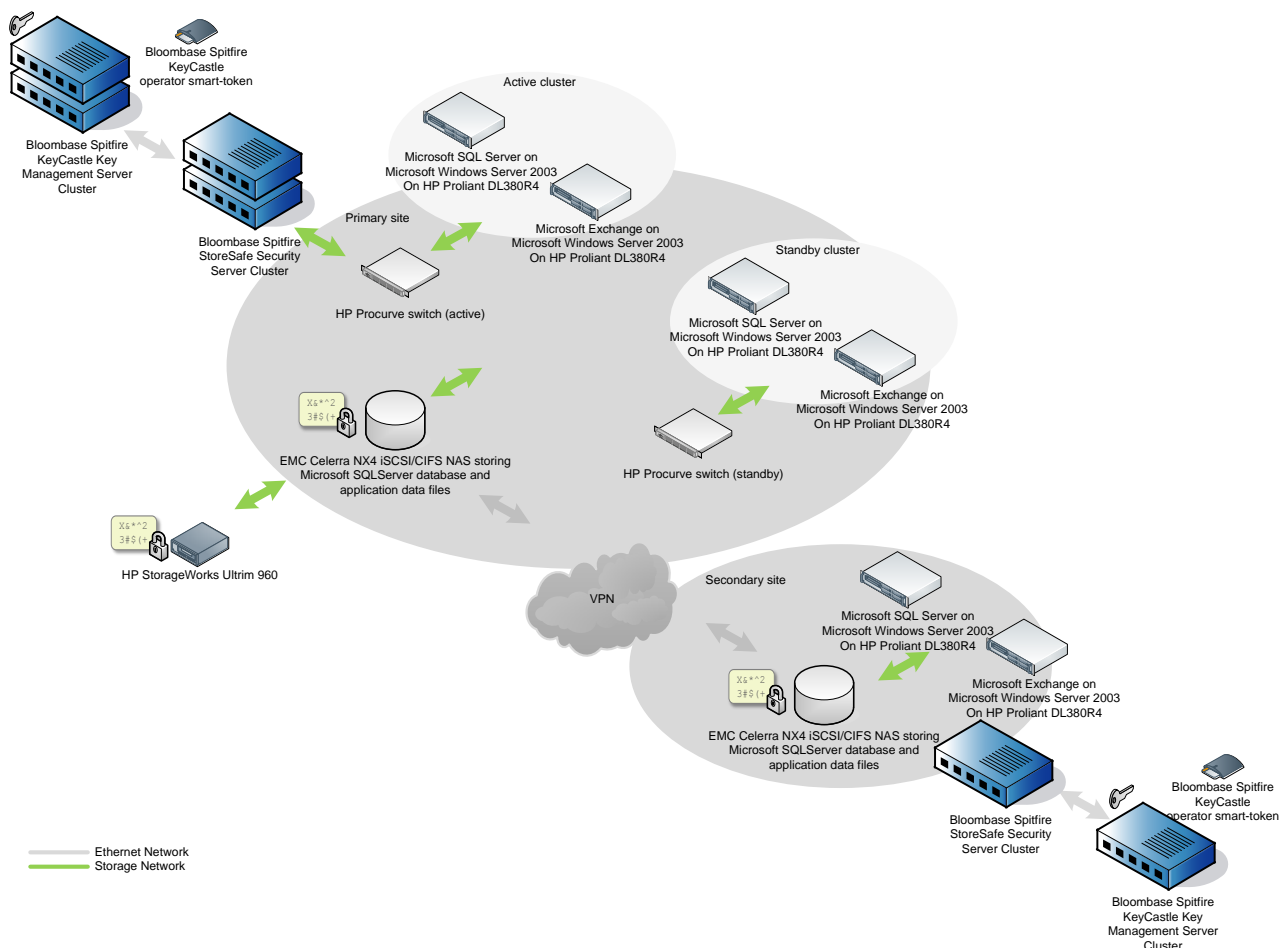 Bloombase Spitfire
KeyCastle
operator smart-token
Bloombase Spitfire
KeyCastle Key
Management Server
Cluster
Bloombase Spitfire
StoreSafe Security
Server Cluster
Active cluster
Microsoft SQL Server on
Microsoft Windows Server 2003
On HP Proliant DL380R4
Microsoft Exchange on
Microsoft Windows Server 2003
On HP Proliant DL380R4
Primary site
HP Procurve switch (active)
Standby cluster
Microsoft SQL Server on
Microsoft Windows Server 2003
On HP Proliant DL380R4
Microsoft Exchange on
Microsoft Windows Server 2003
On HP Proliant DL380R4
HP Procurve switch (standby)
X&*^2
3#$(+
EMC Celerra NX4 iSCSI/CIFS NAS storing
Microsoft SQLServer database and
application data files
X&*^2
3#$(+
HP StorageWorks Ultrim 960
VPN
Secondary site
Microsoft SQL Server on
Microsoft Windows Server 2003
On HP Proliant DL380R4
Microsoft Exchange on
Microsoft Windows Server 2003
On HP Proliant DL380R4
X&*^2
3#$(+
EMC Celerra NX4 iSCSI/CIFS NAS storing
Microsoft SQLServer database and
application data files
Bloombase Spitfire
StoreSafe Security
Server Cluster
Bloombase Spitfire
KeyCastle
operator smart-token
Bloombase Spitfire
KeyCastle Key
Management Server
Cluster
Ethernet Network
Storage Network